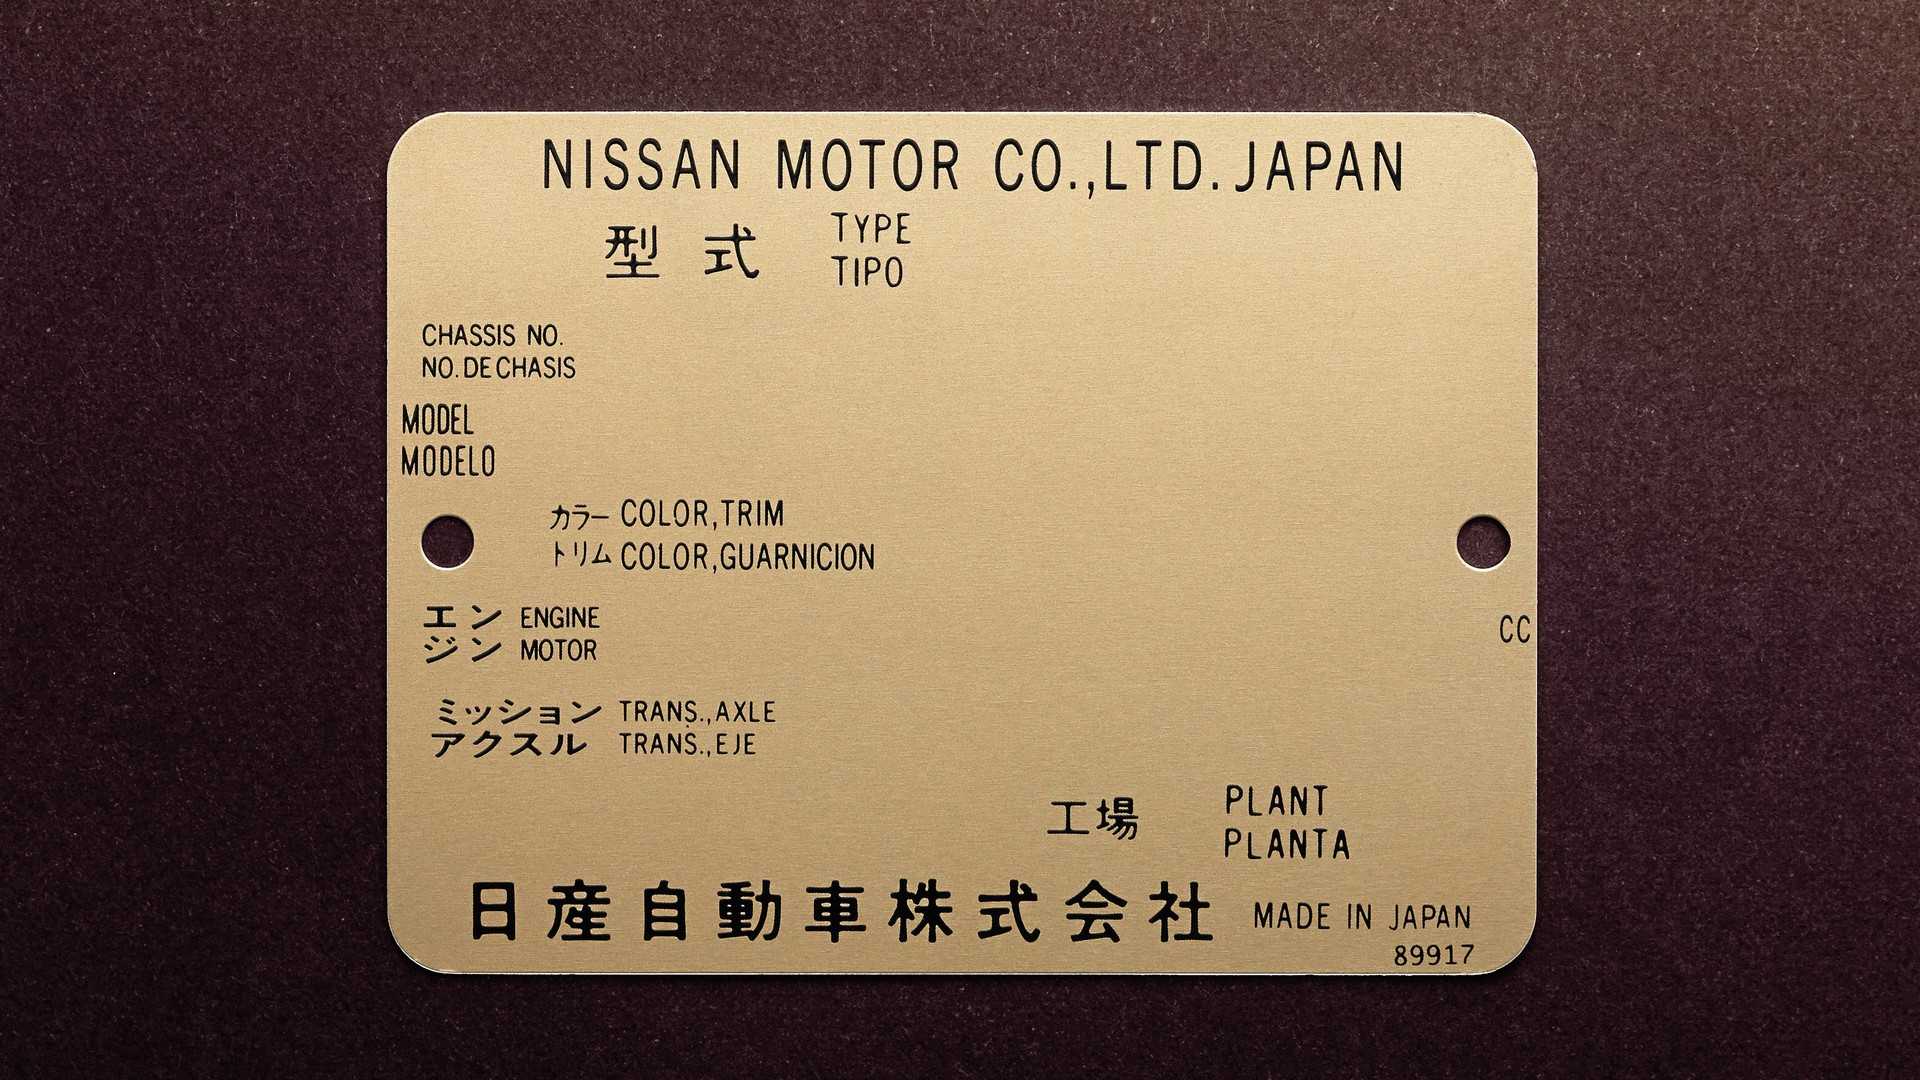 NISSAN MOTOR CO.,LTD. JAPAN
型式 TYPE
TIPO
CHASSIS NO.
NO. DE CHASIS
MODEL
MODELO
カラー COLOR,TRIM
トリム COLOR,GUARNICION
エン ENGINE
ジン MOTOR
CC
ミッション TRANS.,AXLE
アクスル TRANS.,EJE
工場 PLANT
PLANTA
日産自動車株式会社 MADE IN JAPAN
89917